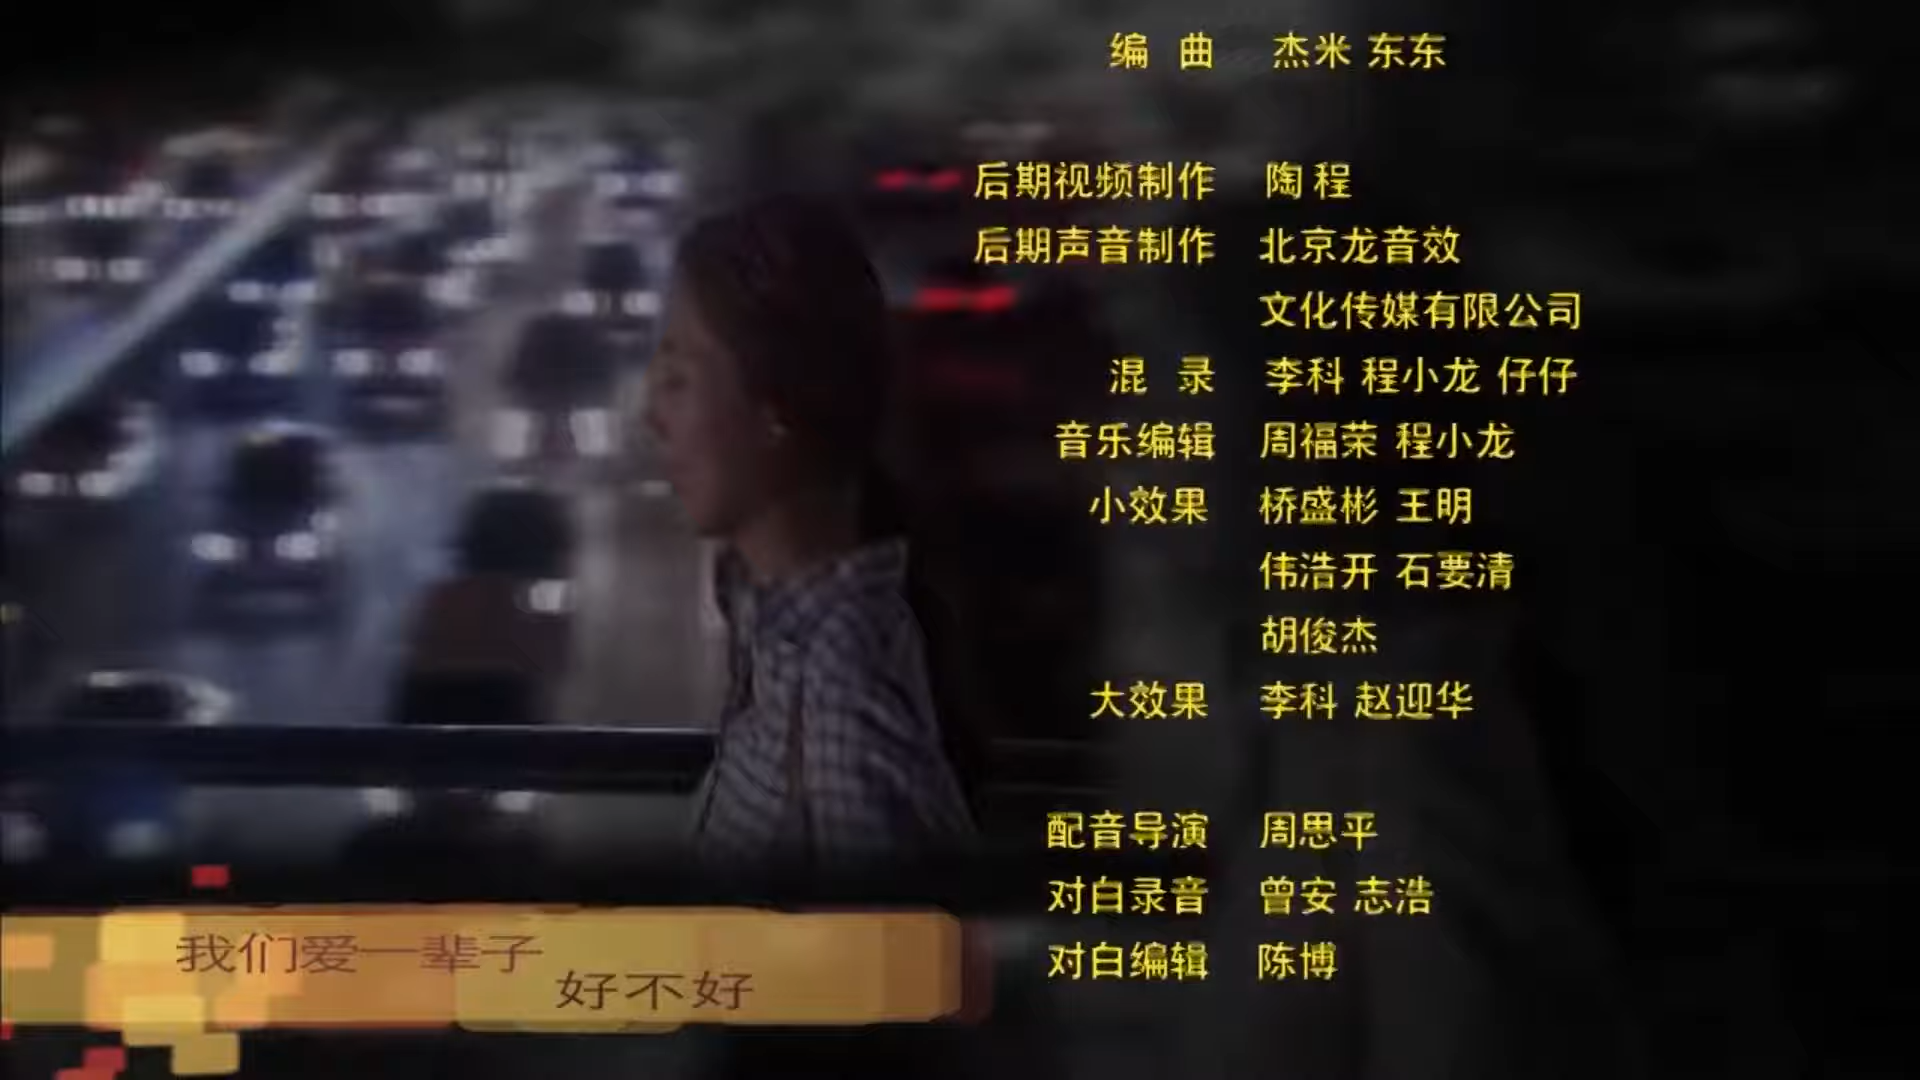 编 曲 杰米 东东
后期视频制作 陶程
后期声音制作 北京龙音效
文化传媒有限公司
混 录 李科 程小龙 仔仔
音乐编辑 周福荣 程小龙
小效果 桥盛彬 王明
伟浩开 石要清
胡俊杰
大效果 李科 赵迎华
配音导演 周思平
对白录音 曾安 志浩
对白编辑 陈博
我们爱一辈子
好不好